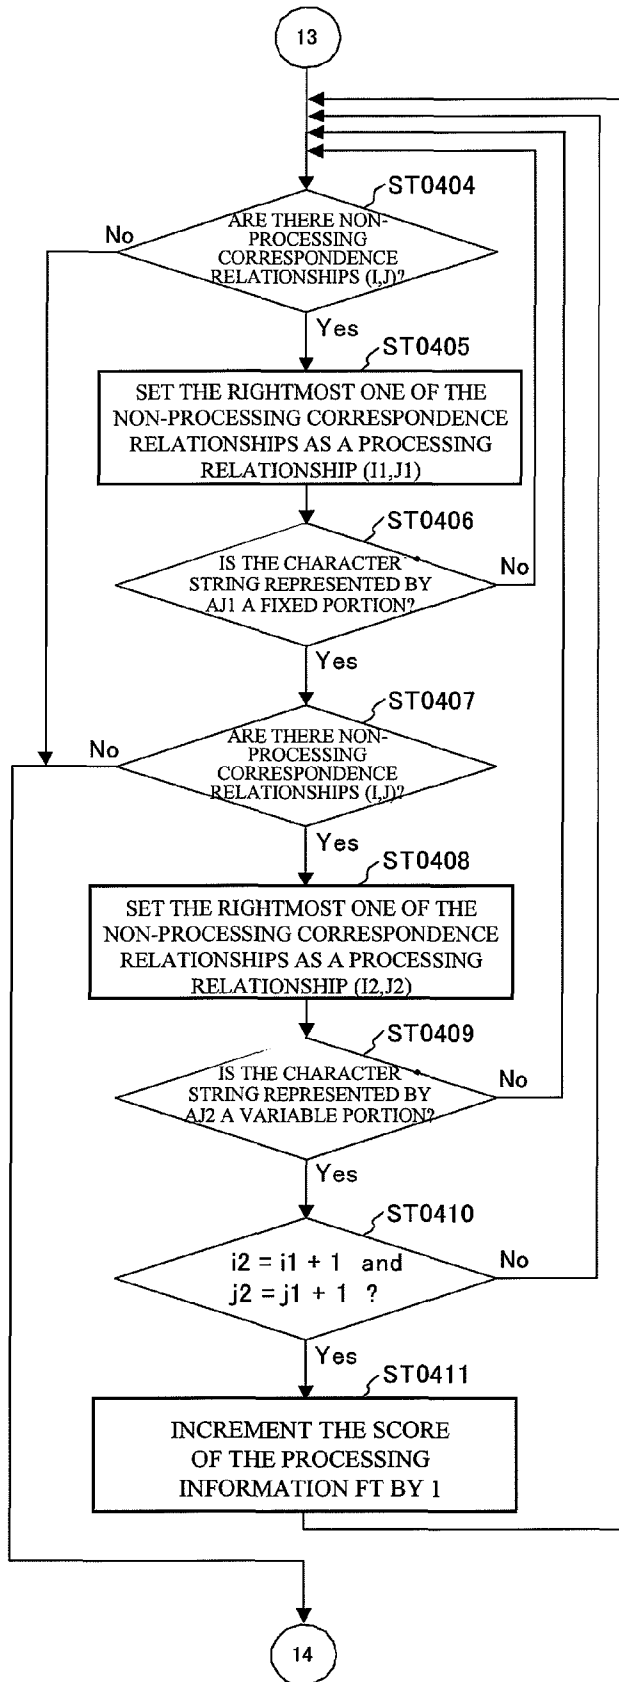 13
ST0404
ARE THERE NON-
PROCESSING
CORRESPONDENCE
RELATIONSHIPS (I,J)?
No
Yes
ST0405
SET THE RIGHTMOST ONE OF THE
NON-PROCESSING CORRESPONDENCE
RELATIONSHIPS AS A PROCESSING
RELATIONSHIP (I1,J1)
ST0406
IS THE CHARACTER
STRING REPRESENTED BY
AJ1 A FIXED PORTION?
No
Yes
ST0407
ARE THERE NON-
PROCESSING
CORRESPONDENCE
RELATIONSHIPS (I,J)?
No
Yes
ST0408
SET THE RIGHTMOST ONE OF THE
NON-PROCESSING CORRESPONDENCE
RELATIONSHIPS AS A PROCESSING
RELATIONSHIP (I2,J2)
ST0409
IS THE CHARACTER
STRING REPRESENTED BY
AJ2 A VARIABLE PORTION?
No
Yes
ST0410
i2 = i1 + 1 and
j2 = j1 + 1 ?
No
Yes
ST0411
INCREMENT THE SCORE
OF THE PROCESSING
INFORMATION FT BY 1
14